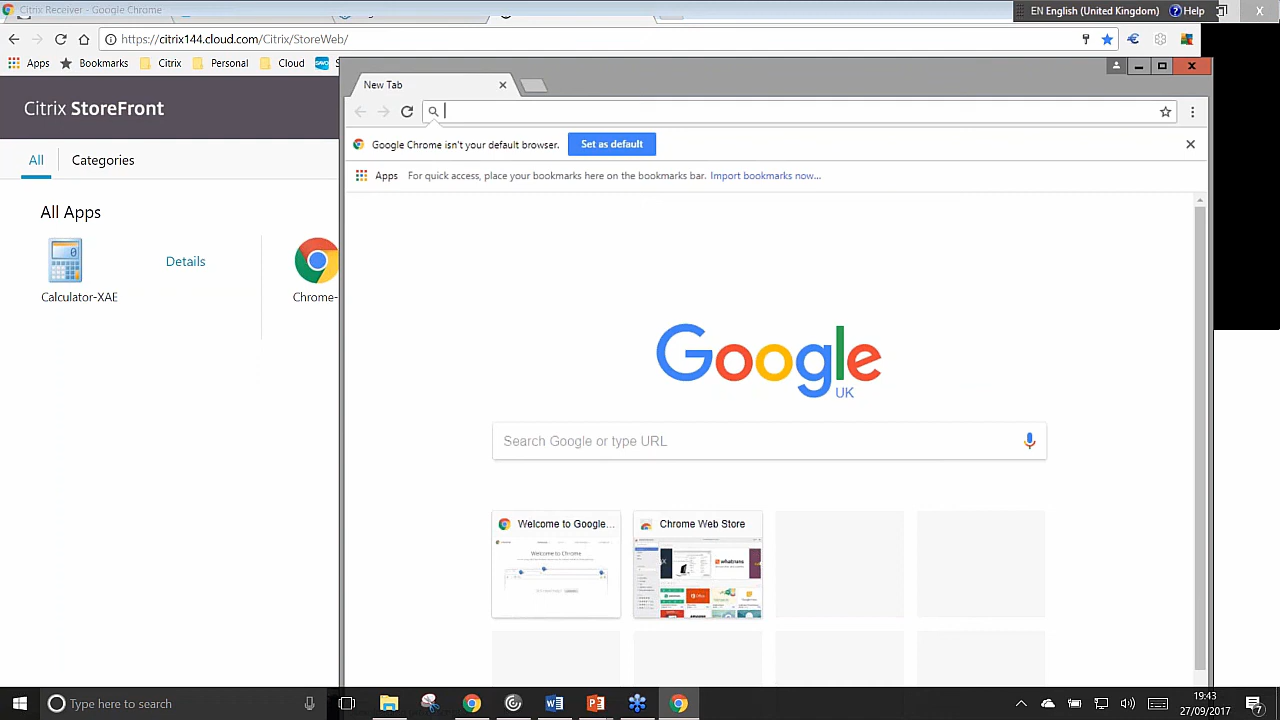 Citrix Receiver - Google Chrome
EN English (United Kingdom)
Help
https://citrix144.cloud.com/Citrix/StoreWeb/
Apps
Bookmarks
Citrix
Personal
Cloud
Citrix StoreFront
All
Categories
All Apps
Details
Calculator-XAE
Chrome-
New Tab
Google Chrome isn't your default browser.
Set as default
Apps
For quick access, place your bookmarks here on the bookmarks bar.
Import bookmarks now...
Google
UK
Search Google or type URL
Welcome to Google...
Welcome to Chrome
Chrome Web Store
Type here to search
19:43
27/09/2017